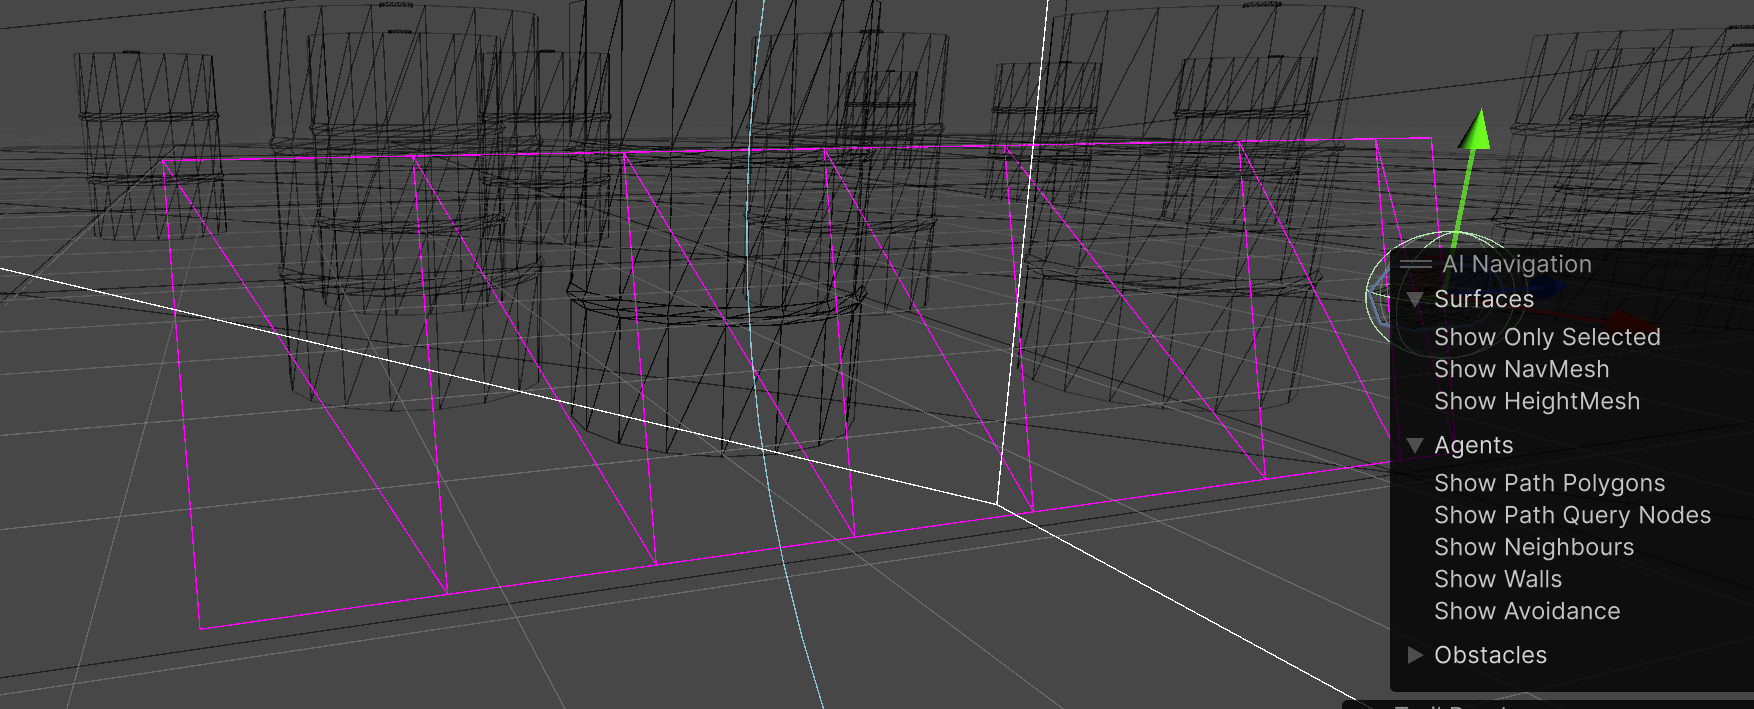 AI Navigation
Surfaces
Show Only Selected
Show NavMesh
Show HeightMesh
Agents
Show Path Polygons
Show Path Query Nodes
Show Neighbours
Show Walls
Show Avoidance
Obstacles